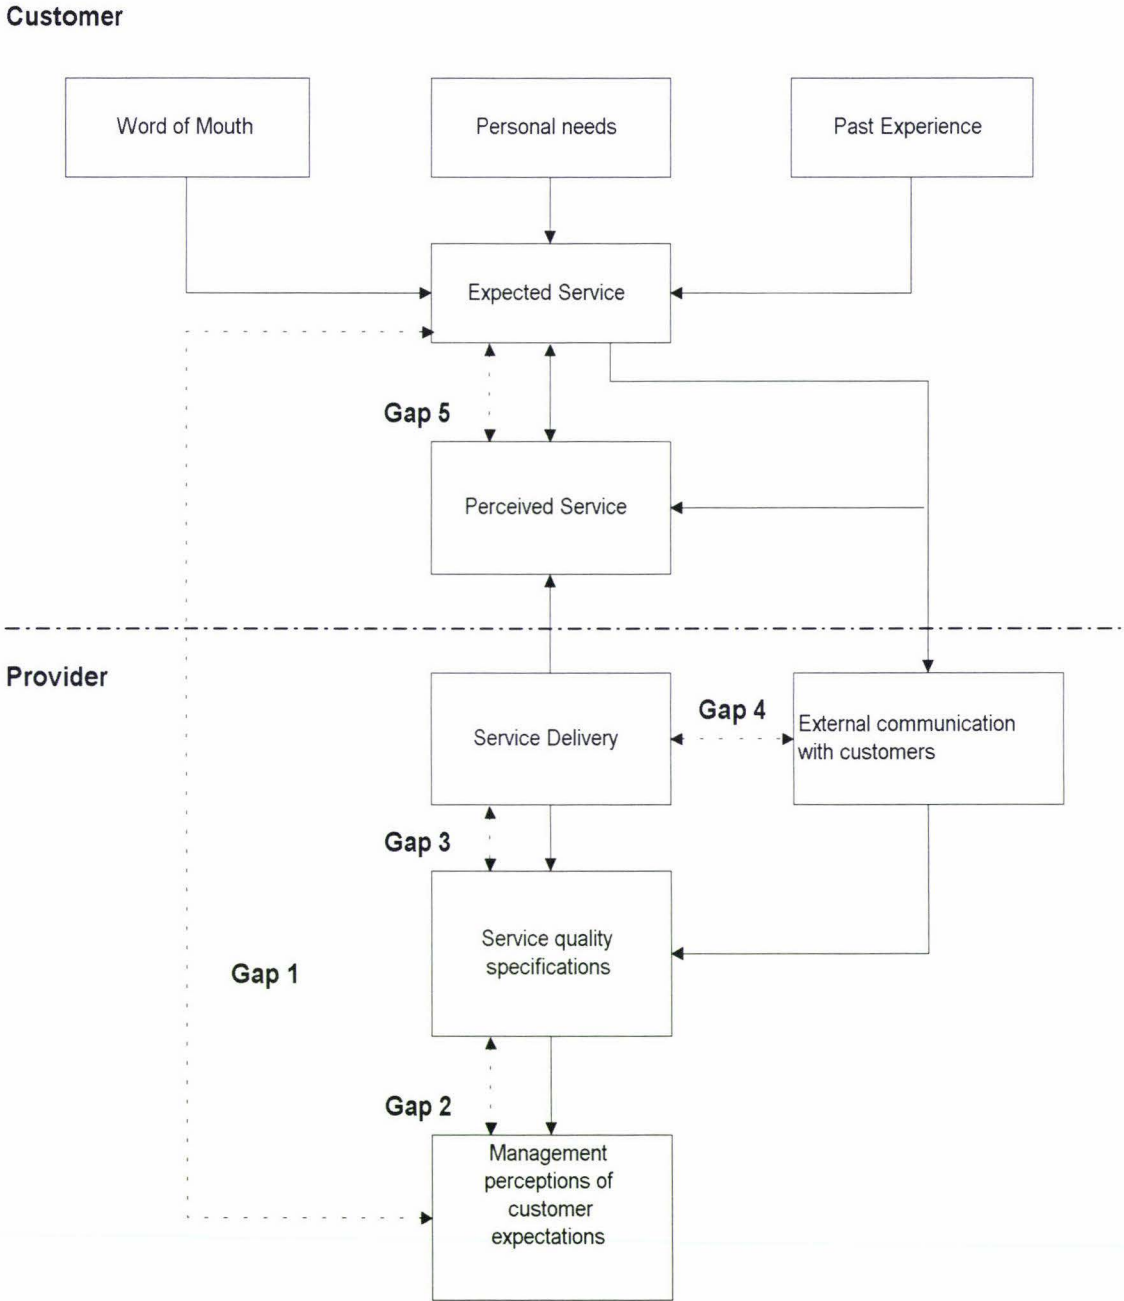 Customer
Word of Mouth
Personal needs
Past Experience
Expected Service
Gap 5
Perceived Service
Provider
Service Delivery
Gap 4
External communication
with customers
Gap 3
Service quality
specifications
Gap 1
Gap 2
Management
perceptions of
customer
expectations